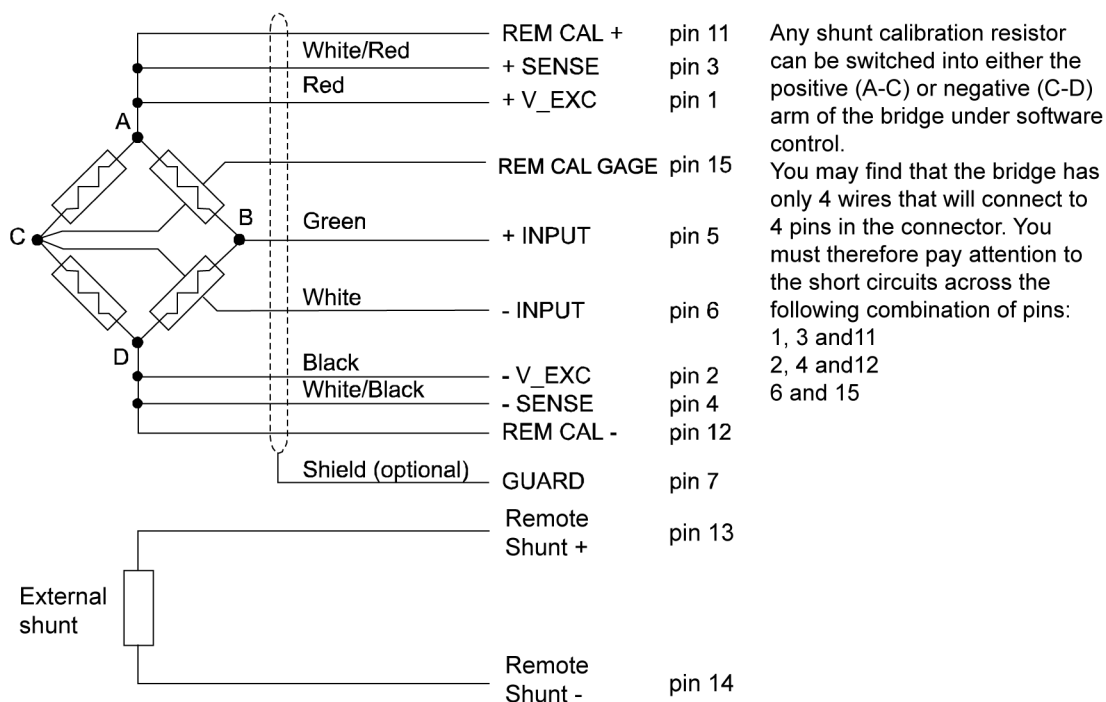 REM CAL + pin 11
White/Red
+ SENSE pin 3
Red
+ V_EXC pin 1
A
REM CAL GAGE pin 15
B
Green
C
+ INPUT pin 5
White
- INPUT pin 6
D
Black
- V_EXC pin 2
White/Black
- SENSE pin 4
REM CAL - pin 12
Shield (optional)
GUARD pin 7
Remote
Shunt + pin 13
External
shunt
Remote
Shunt - pin 14
Any shunt calibration resistor
can be switched into either the
positive (A-C) or negative (C-D)
arm of the bridge under software
control.
You may find that the bridge has
only 4 wires that will connect to
4 pins in the connector. You
must therefore pay attention to
the short circuits across the
following combination of pins:
1, 3 and11
2, 4 and12
6 and 15